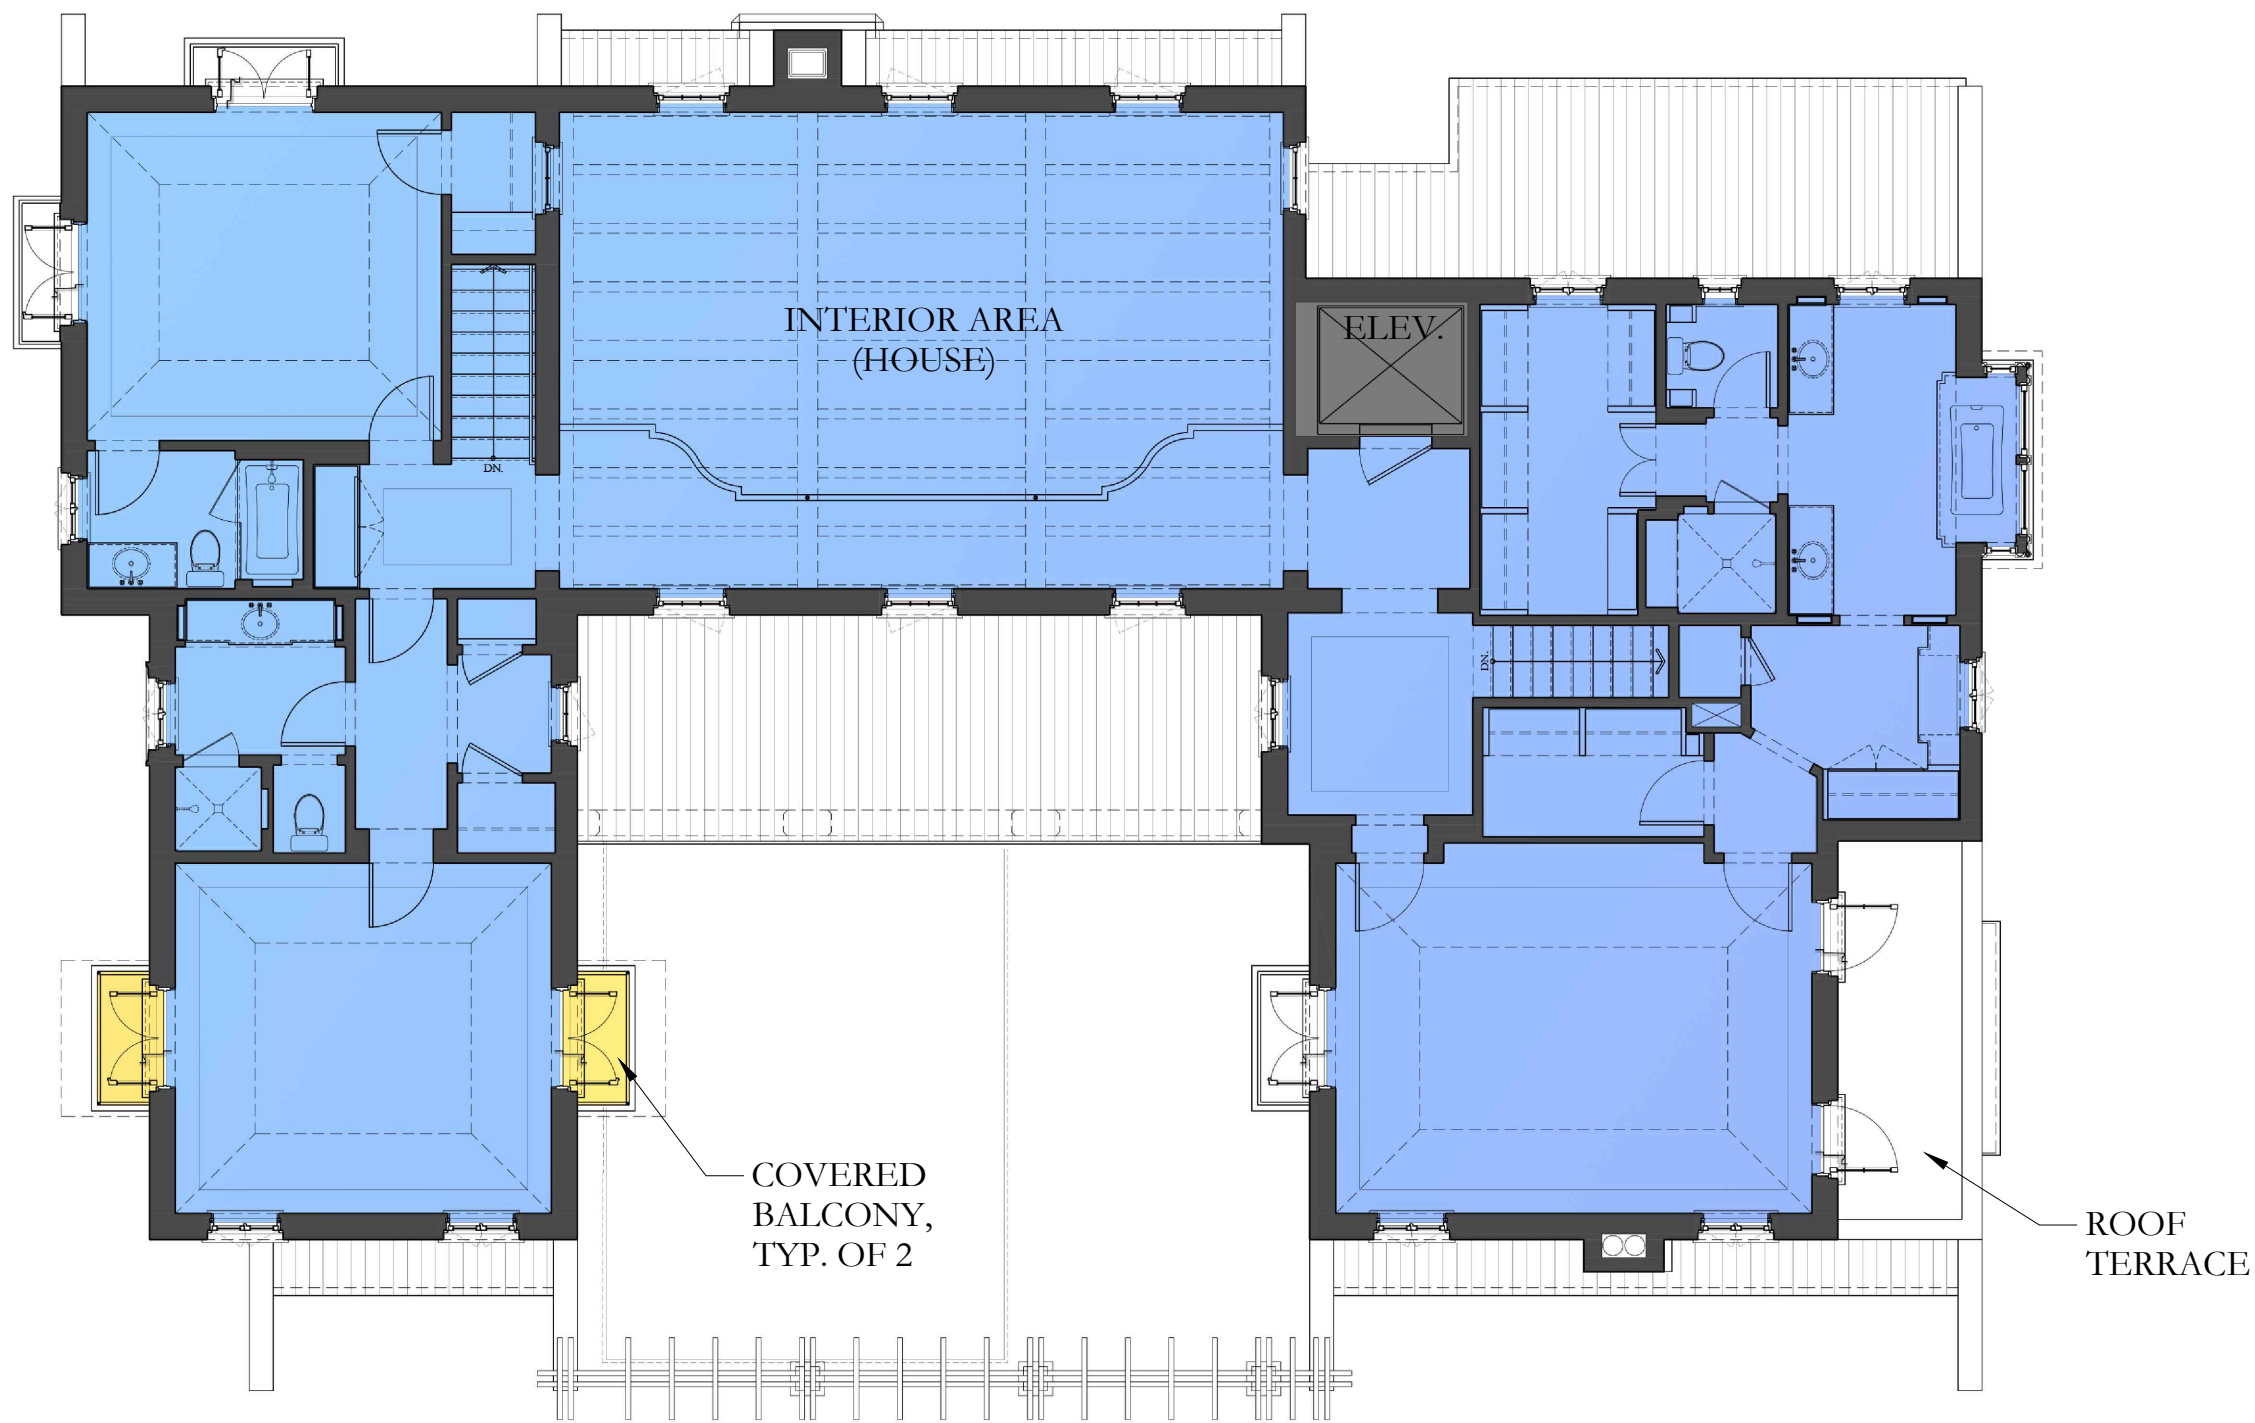 INTERIOR AREA
(HOUSE)
ELEV.
DN.
DN.
COVERED
BALCONY,
TYP. OF 2
ROOF
TERRACE